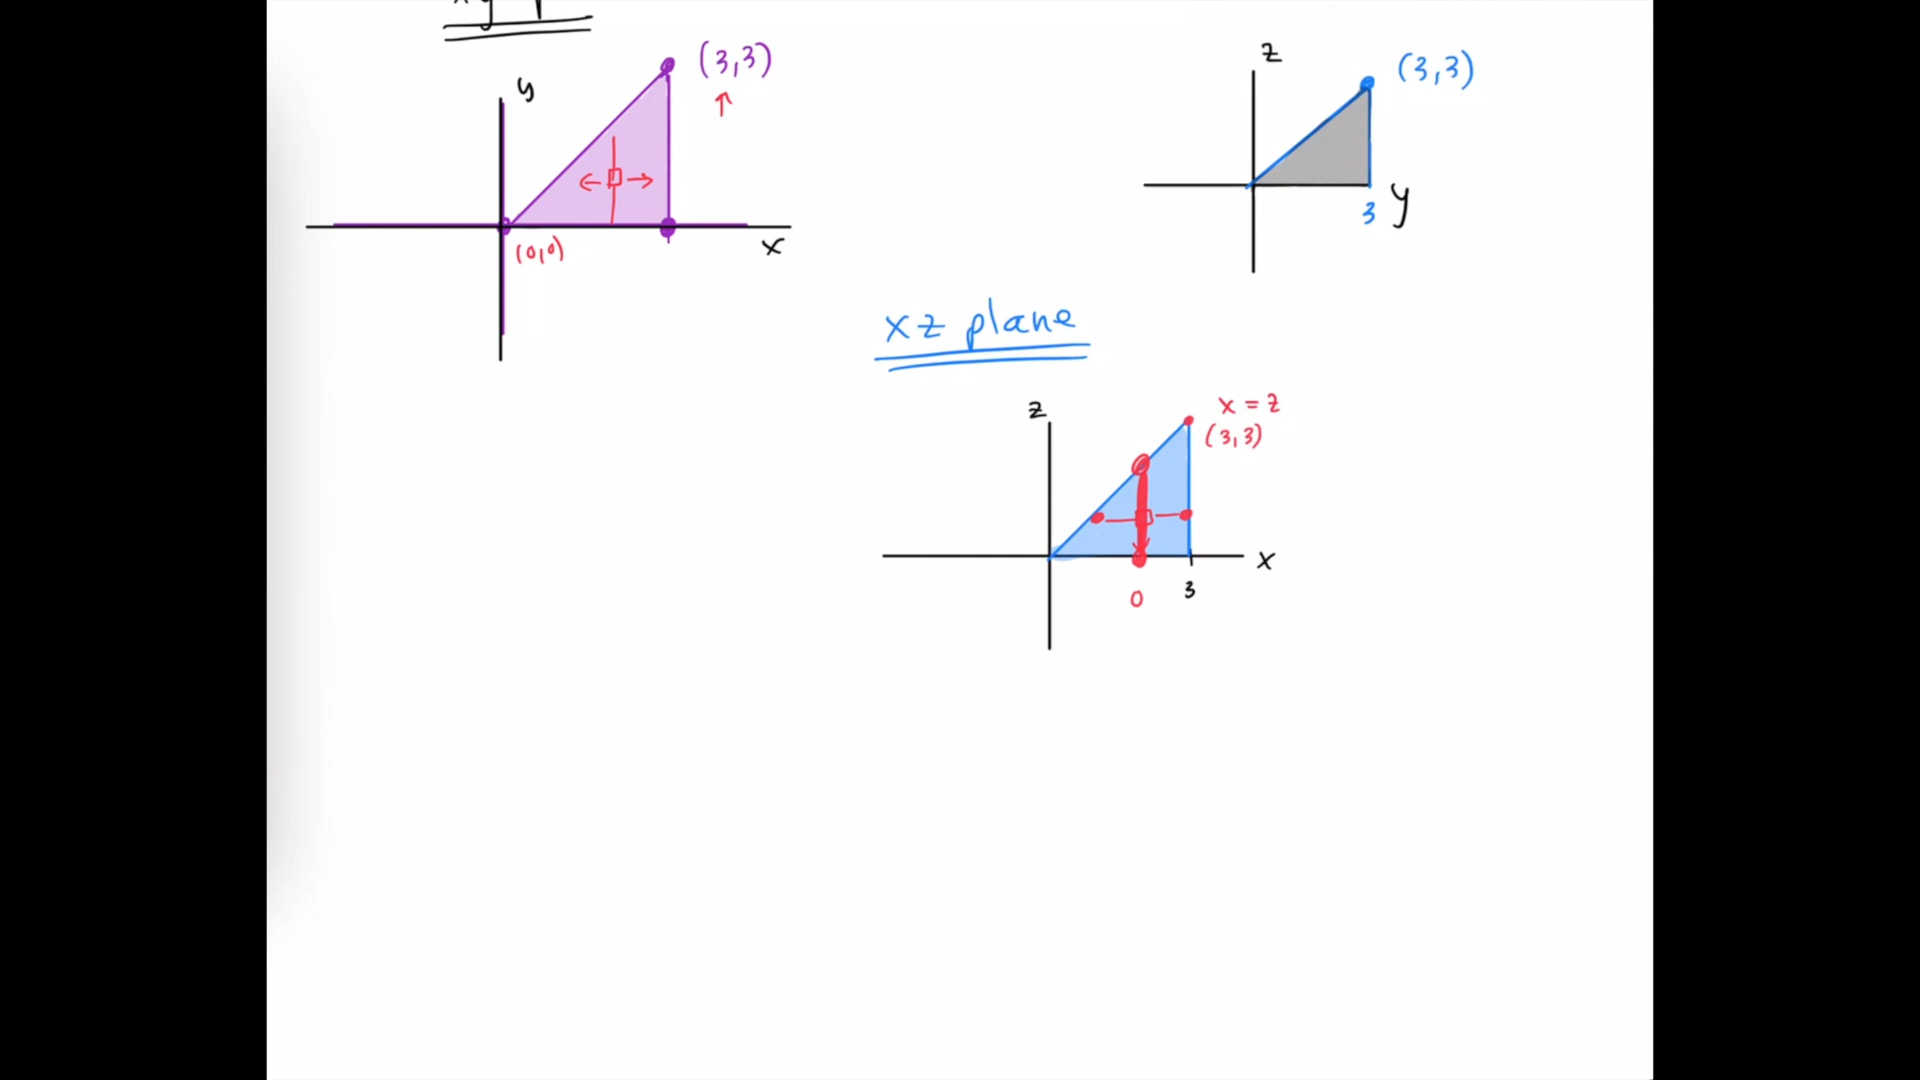 y
(3,3)
↑
(0,0)
x
z
(3,3)
3
y
xz plane
z
x = z
(3,3)
0
3
x